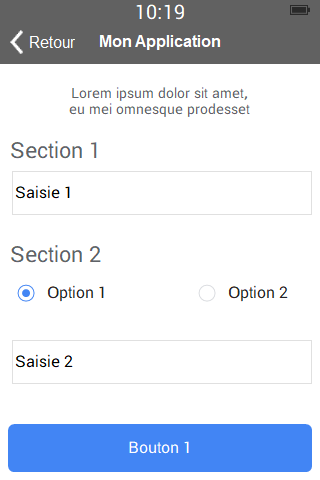 10:19
Retour Mon Application
Lorem ipsum dolor sit amet,
eu mei omnesque prodesset
Section 1
Saisie 1
Section 2
Option 1 Option 2
Saisie 2
Bouton 1